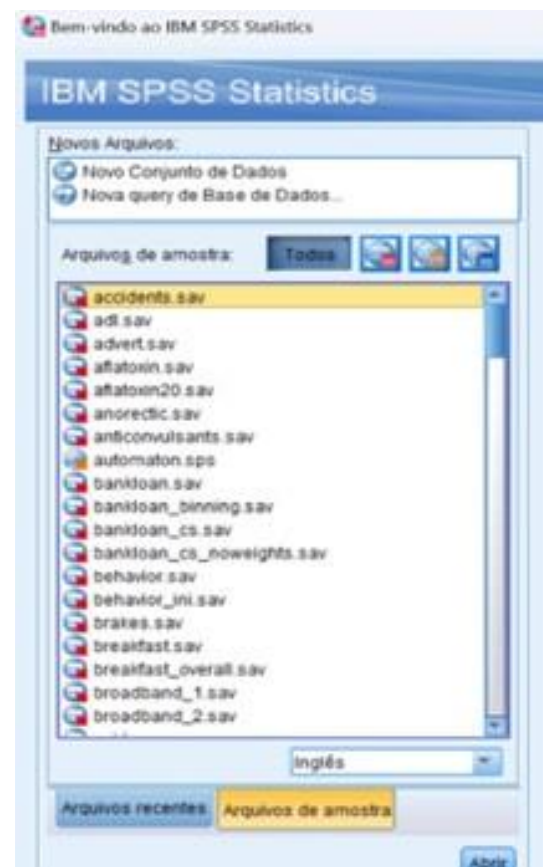 Bem-vindo ao IBM SPSS Statistics
IBM SPSS Statistics
Novos Arquivos:
Novo Conjunto de Dados
Nova query de Base de Dados...
Arquivos de amostra: Todos
accidents.sav
adl.sav
advert.sav
aflatoxin.sav
aflatoxin20.sav
anorectic.sav
anticonvulsants.sav
automaton.sps
bankloan.sav
bankloan_binning.sav
bankloan_cs.sav
bankloan_cs_noweights.sav
behavior.sav
behavior_ini.sav
brakes.sav
breakfast.sav
breakfast_overall.sav
broadband_1.sav
broadband_2.sav
Inglês
Arquivos recentes Arquivos de amostra
Abrir